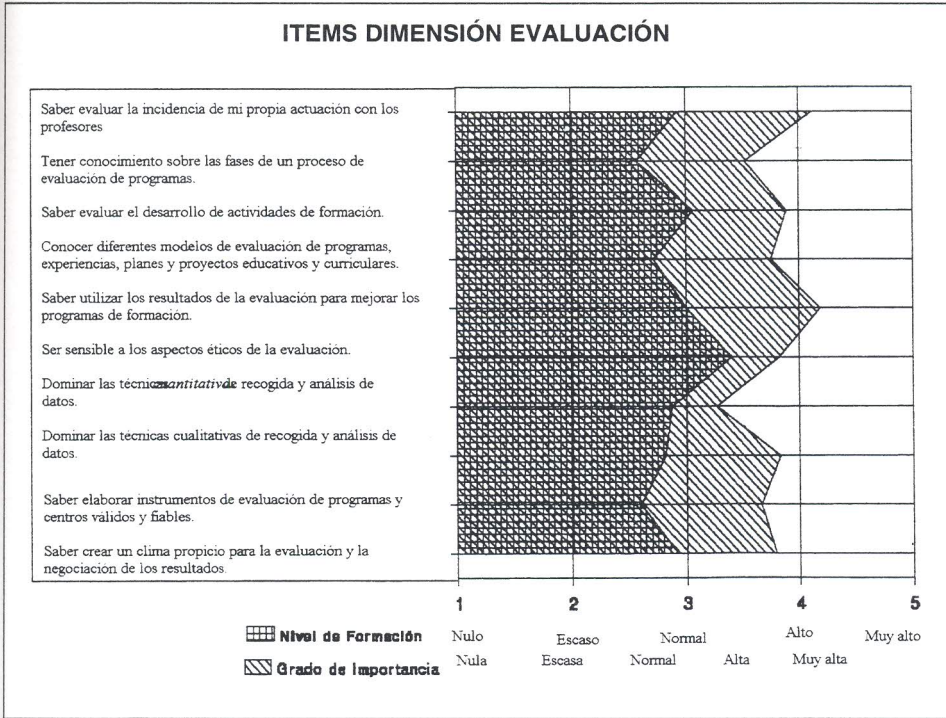 ITEMS DIMENSIÓN EVALUACIÓN
Saber evaluar la incidencia de mi propia actuación con los
profesores
Tener conocimiento sobre las fases de un proceso de
evaluación de programas.
Saber evaluar el desarrollo de actividades de formación.
Conocer diferentes modelos de evaluación de programas,
experiencias, planes y proyectos educativos y curriculares.
Saber utilizar los resultados de la evaluación para mejorar los
programas de formación.
Ser sensible a los aspectos éticos de la evaluación.
Dominar las recogida y análisis de
datos.
Dominar las técnicas cualitativas de recogida y análisis de
datos.
Saber elaborar instrumentos de evaluación de programas y
centros válidos y fiables.
Saber crear un clima propicio para la evaluación y la
negociación de los resultados
1 2 3 4 5
Nivel de Formación Nulo Escaso Normal Alto Muy alto
Grado de Importancia Nula Escasa Normal Alta Muy alta